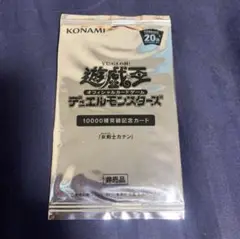 KONAMI
20th
遊戯王
オフィシャルカードゲーム
デュエルモンスターズ
10000種突破記念カード
非売品